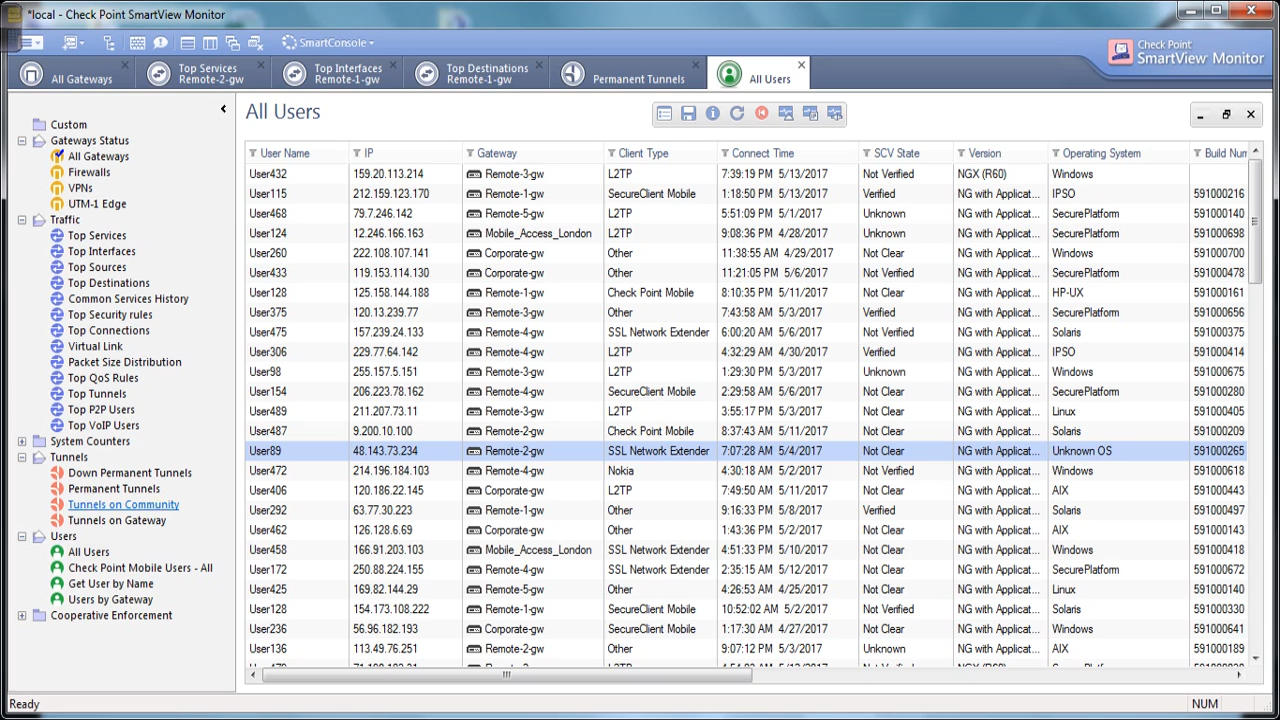 *local - Check Point SmartView Monitor
SmartConsole
Check Point
SmartView Monitor
All Gateways
Top Services
Remote-2-gw
Top Interfaces
Remote-1-gw
Top Destinations
Remote-1-gw
Permanent Tunnels
All Users
Custom
Gateways Status
All Gateways
Firewalls
VPNs
UTM-1 Edge
Traffic
Top Services
Top Interfaces
Top Sources
Top Destinations
Common Services History
Top Security rules
Top Connections
Virtual Link
Packet Size Distribution
Top QoS Rules
Top Tunnels
Top P2P Users
Top VoIP Users
System Counters
Tunnels
Down Permanent Tunnels
Permanent Tunnels
Tunnels on Community
Tunnels on Gateway
Users
All Users
Check Point Mobile Users - All
Get User by Name
Users by Gateway
Cooperative Enforcement
All Users
User Name IP Gateway Client Type Connect Time SCV State Version Operating System Build Num
User432 159.20.113.214 Remote-3-gw L2TP 7:39:19 PM 5/13/2017 Not Verified NGX (R60) Windows
User115 212.159.123.170 Remote-1-gw SecureClient Mobile 1:18:50 PM 5/13/2017 Verified NG with Applicat... IPSO 591000216
User468 79.7.246.142 Remote-5-gw L2TP 5:51:09 PM 5/1/2017 Unknown NG with Applicat... SecurePlatform 591000140
User124 12.246.166.163 Mobile_Access_London L2TP 9:08:36 PM 4/28/2017 Unknown NG with Applicat... SecurePlatform 591000698
User260 222.108.107.141 Corporate-gw Other 11:38:55 AM 4/29/2017 Not Clear NG with Applicat... Windows 591000700
User433 119.153.114.130 Corporate-gw Other 11:21:05 PM 5/6/2017 Not Verified NG with Applicat... SecurePlatform 591000478
User128 125.158.144.188 Remote-1-gw Check Point Mobile 8:10:35 PM 5/11/2017 Not Clear NG with Applicat... HP-UX 591000161
User375 120.13.239.77 Remote-3-gw Other 7:43:58 AM 5/3/2017 Verified NG with Applicat... SecurePlatform 591000656
User475 157.239.24.133 Remote-4-gw SSL Network Extender 6:00:20 AM 5/6/2017 Not Verified NG with Applicat... Solaris 591000375
User306 229.77.64.142 Remote-4-gw L2TP 4:32:29 AM 4/30/2017 Verified NG with Applicat... IPSO 591000414
User98 255.157.5.151 Remote-3-gw L2TP 1:29:30 PM 5/3/2017 Unknown NG with Applicat... Windows 591000675
User154 206.223.78.162 Remote-4-gw SecureClient Mobile 2:29:58 AM 5/6/2017 Not Clear NG with Applicat... SecurePlatform 591000280
User489 211.207.73.11 Remote-3-gw L2TP 3:55:17 PM 5/3/2017 Not Clear NG with Applicat... Linux 591000405
User487 9.200.10.100 Remote-2-gw Check Point Mobile 8:37:43 AM 5/11/2017 Not Clear NG with Applicat... Solaris 591000209
User89 48.143.73.234 Remote-2-gw SSL Network Extender 7:07:28 AM 5/4/2017 Not Clear NG with Applicat... Unknown OS 591000265
User472 214.196.184.103 Remote-4-gw Nokia 4:30:18 AM 5/2/2017 Not Verified NG with Applicat... Windows 591000618
User406 120.186.22.145 Corporate-gw L2TP 7:49:50 AM 5/11/2017 Not Clear NG with Applicat... AIX 591000443
User292 63.77.30.223 Remote-1-gw Other 9:16:33 PM 5/8/2017 Verified NG with Applicat... Solaris 591000497
User462 126.128.6.69 Corporate-gw Other 1:43:36 PM 5/2/2017 Not Clear NG with Applicat... AIX 591000143
User458 166.91.203.103 Mobile_Access_London SSL Network Extender 4:51:33 PM 5/10/2017 Not Clear NG with Applicat... Windows 591000418
User172 250.88.224.155 Remote-4-gw SSL Network Extender 2:35:15 AM 5/12/2017 Not Clear NG with Applicat... SecurePlatform 591000672
User425 169.82.144.29 Remote-5-gw Other 4:26:53 AM 4/25/2017 Not Clear NG with Applicat... Linux 591000140
User128 154.173.108.222 Remote-1-gw SecureClient Mobile 10:52:02 AM 5/2/2017 Not Verified NG with Applicat... Solaris 591000330
User236 56.96.182.193 Corporate-gw SecureClient Mobile 1:17:30 AM 4/27/2017 Not Clear NG with Applicat... Windows 591000641
User136 113.49.76.251 Remote-2-gw Other 9:07:12 PM 5/3/2017 Unknown NG with Applicat... AIX 591000189
Ready
NUM